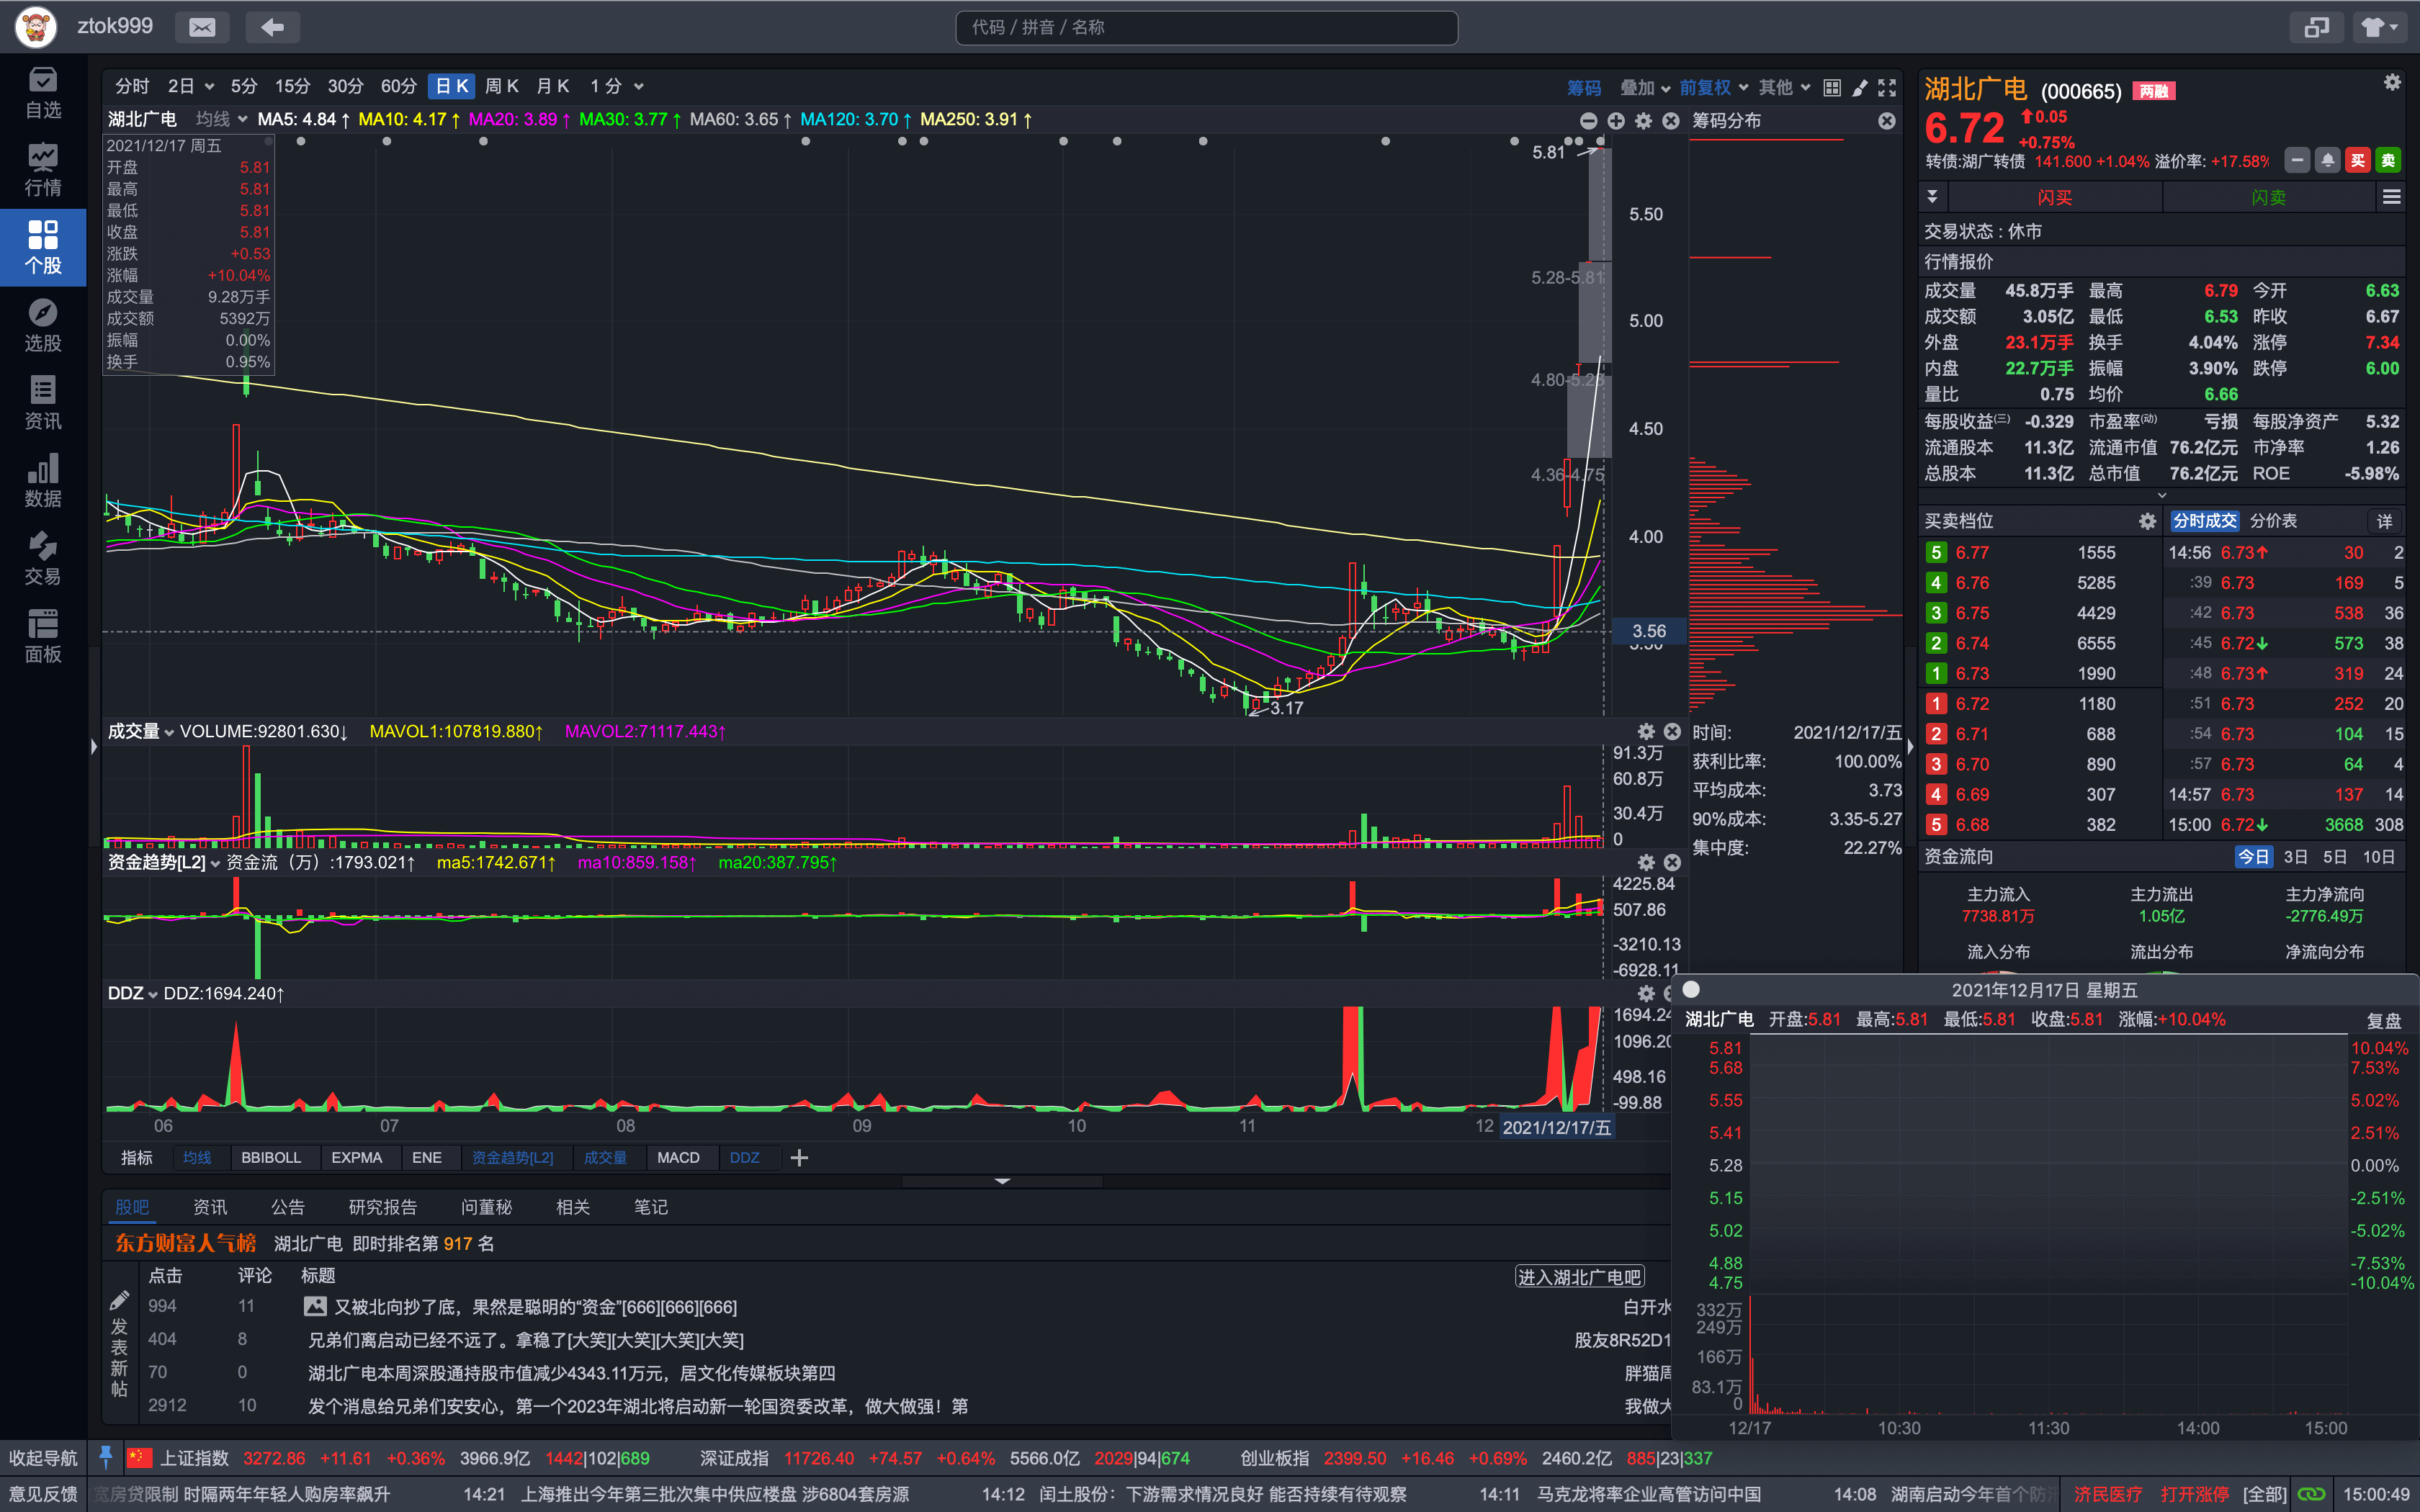 ztok999
代码 / 拼音 / 名称
自选
行情
个股
选股
资讯
数据
交易
面板
分时 2日 5分 15分 30分 60分 日K 周K 月K 1分 筹码 叠加 前复权 其他
湖北广电 均线 MA5: 4.84↑ MA10: 4.17↑ MA20: 3.89↑ MA30: 3.77↑ MA60: 3.65↑ MA120: 3.70↑ MA250: 3.91↑
2021/12/17 周五
开盘 5.81
最高 5.81
最低 5.81
收盘 5.81
涨跌 +0.53
涨幅 +10.04%
成交量 9.28万手
成交额 5392万
振幅 0.00%
换手 0.95%
5.81
5.50
5.28-5.81
5.00
4.80-5.28
4.50
4.36-4.75
4.00
3.56
3.17
筹码分布
时间: 2021/12/17/五
获利比率: 100.00%
平均成本: 3.73
90%成本: 3.35-5.27
集中度: 22.27%
成交量 VOLUME:92801.630↓ MAVOL1:107819.880↑ MAVOL2:71117.443↑
91.3万
60.8万
30.4万
0
资金趋势[L2] 资金流（万）:1793.021↑ ma5:1742.671↑ ma10:859.158↑ ma20:387.795↑
4225.84
507.86
-3210.13
-6928.11
DDZ DDZ:1694.240↑
1694.24
1096.20
498.16
-99.88
06 07 08 09 10 11 12 2021/12/17/五
指标 均线 BBIBOLL EXPMA ENE 资金趋势[L2] 成交量 MACD DDZ
股吧 资讯 公告 研究报告 问董秘 相关 笔记
东方财富人气榜 湖北广电 即时排名第 917 名
点击 评论 标题 进入湖北广电吧
发表新帖
994 11 又被北向抄了底，果然是聪明的“资金”[666][666][666] 白开水
404 8 兄弟们离启动已经不远了。拿稳了[大笑][大笑][大笑][大笑] 股友8R52D1
70 0 湖北广电本周深股通持股市值减少4343.11万元，居文化传媒板块第四 胖猫周
2912 10 发个消息给兄弟们安安心，第一个2023年湖北将启动新一轮国资委改革，做大做强！第 我做大
湖北广电 (000665) 两融
6.72 0.05
+0.75%
转债:湖广转债 141.600 +1.04% 溢价率: +17.58% 买 卖
闪买 闪卖
交易状态 : 休市
行情报价
成交量 45.8万手 最高 6.79 今开 6.63
成交额 3.05亿 最低 6.53 昨收 6.67
外盘 23.1万手 换手 4.04% 涨停 7.34
内盘 22.7万手 振幅 3.90% 跌停 6.00
量比 0.75 均价 6.66
每股收益(三) -0.329 市盈率(动) 亏损 每股净资产 5.32
流通股本 11.3亿 流通市值 76.2亿元 市净率 1.26
总股本 11.3亿 总市值 76.2亿元 ROE -5.98%
买卖档位 分时成交 分价表 详
5 6.77 1555 14:56 6.73↑ 30 2
4 6.76 5285 :39 6.73 169 5
3 6.75 4429 :42 6.73 538 36
2 6.74 6555 :45 6.72↓ 573 38
1 6.73 1990 :48 6.73↑ 319 24
1 6.72 1180 :51 6.73 252 20
2 6.71 688 :54 6.73 104 15
3 6.70 890 :57 6.73 64 4
4 6.69 307 14:57 6.73 137 14
5 6.68 382 15:00 6.72↓ 3668 308
资金流向 今日 3日 5日 10日
主力流入 主力流出 主力净流向
7738.81万 1.05亿 -2776.49万
流入分布 流出分布 净流向分布
2021年12月17日 星期五
湖北广电 开盘:5.81 最高:5.81 最低:5.81 收盘:5.81 涨幅:+10.04% 复盘
5.81 10.04%
5.68 7.53%
5.55 5.02%
5.41 2.51%
5.28 0.00%
5.15 -2.51%
5.02 -5.02%
4.88 -7.53%
4.75 -10.04%
332万
249万
166万
83.1万
0
12/17 10:30 11:30 14:00 15:00
收起导航 上证指数 3272.86 +11.61 +0.36% 3966.9亿 1442|102|689 深证成指 11726.40 +74.57 +0.64% 5566.0亿 2029|94|674 创业板指 2399.50 +16.46 +0.69% 2460.2亿 885|23|337
意见反馈 宽房贷限制 时隔两年年轻人购房率飙升 14:21 上海推出今年第三批次集中供应楼盘 涉6804套房源 14:12 闰土股份：下游需求情况良好 能否持续有待观察 14:11 马克龙将率企业高管访问中国 14:08 湖南启动今年首个防 济民医疗 打开涨停 [全部] 15:00:49